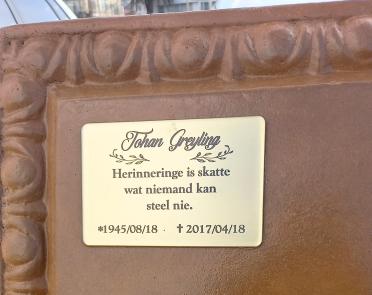 Johan Greyling
Herinneringe is skatte
wat niemand kan
steel nie.
*1945/08/18 · †2017/04/18